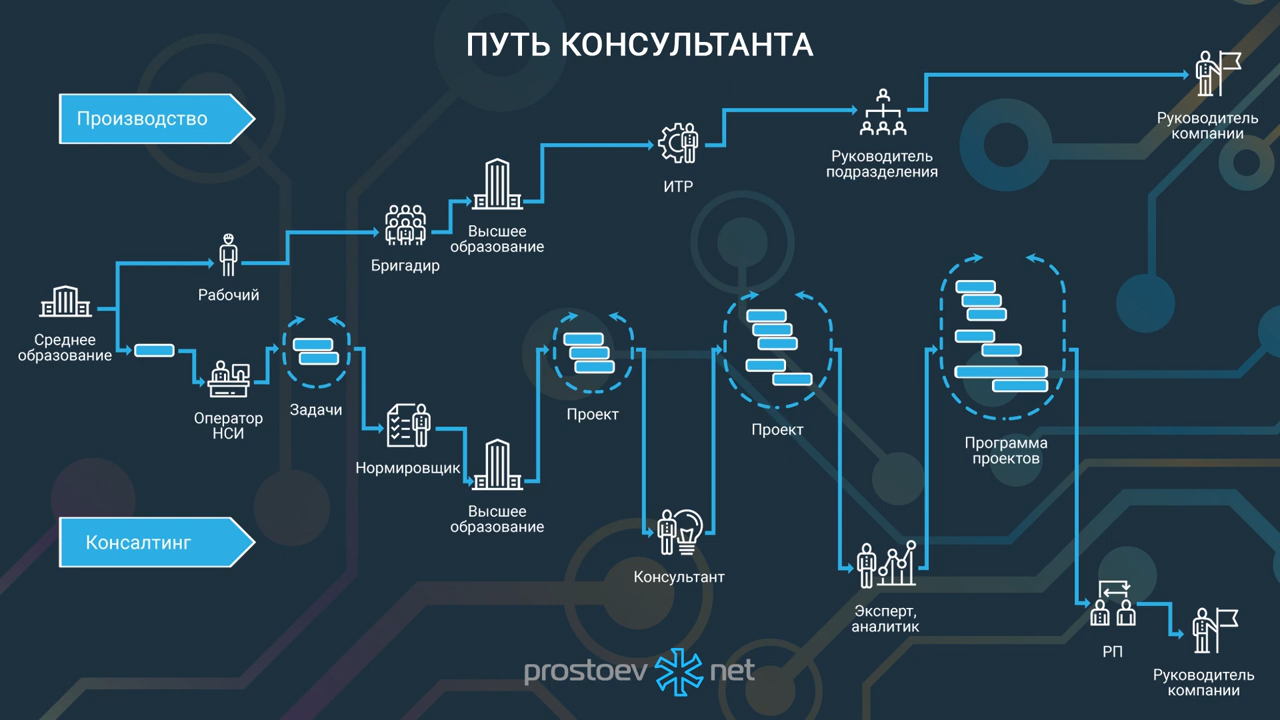 ПУТЬ КОНСУЛЬТАНТА
Производство
Руководитель
компании
Руководитель
подразделения
ИТР
Высшее
образование
Бригадир
Рабочий
Среднее
образование
Оператор
НСИ
Задачи
Нормировщик
Высшее
образование
Проект
Проект
Программа
проектов
Консалтинг
Консультант
Эксперт,
аналитик
РП
Руководитель
компании
prostoev net